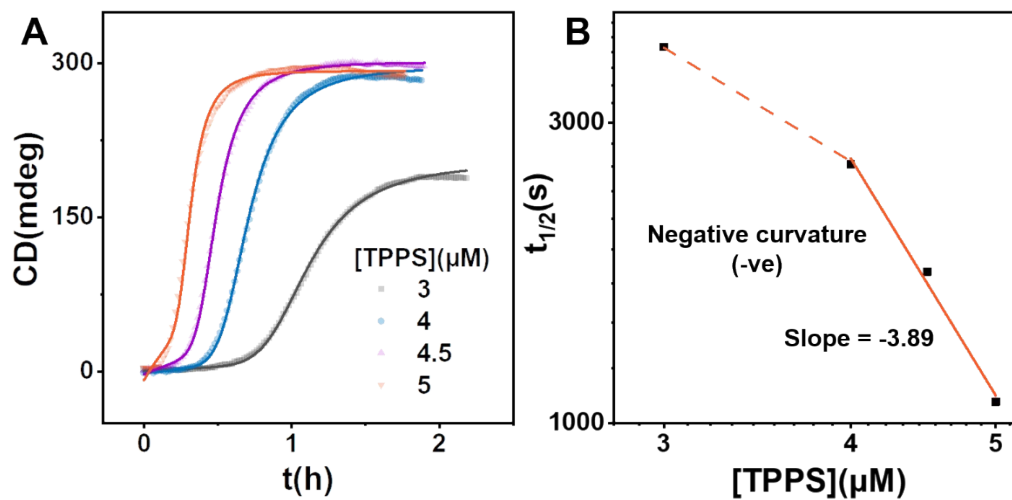 A
CD(mdeg)
300
150
0
0
1
2
t(h)
[TPPS](μM)
3
4
4.5
5
B
t1/2(s)
3000
1000
Negative curvature
(-ve)
Slope = -3.89
3
4
5
[TPPS](μM)